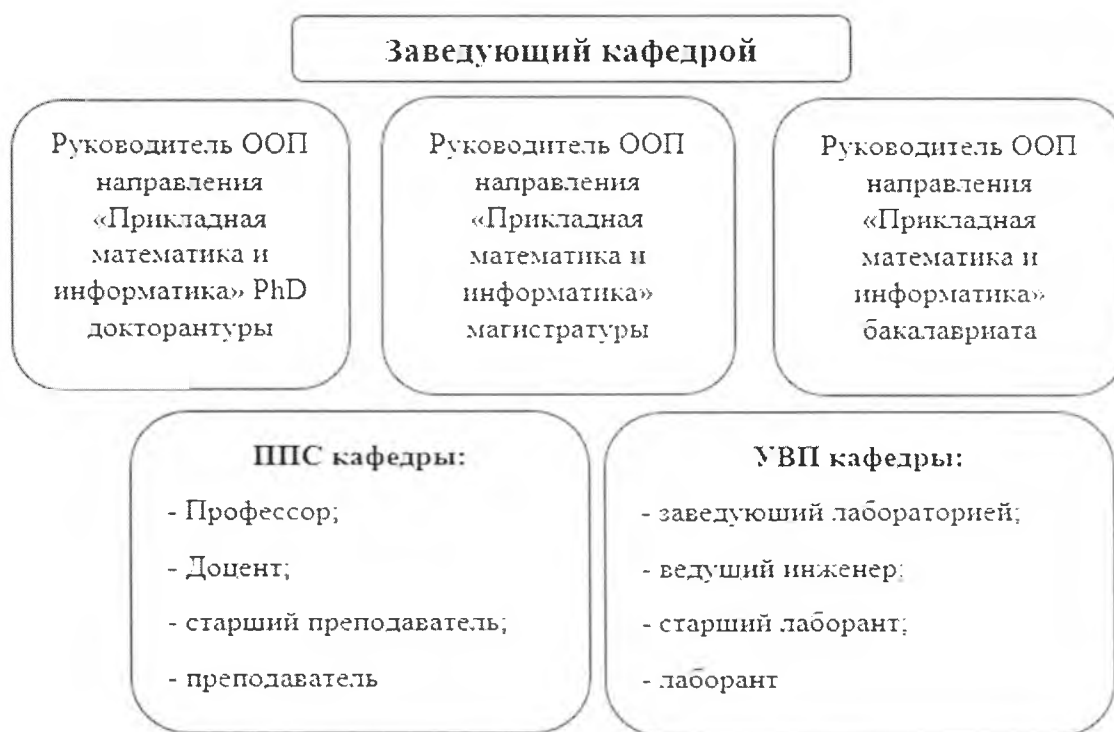 Заведующий кафедрой
Руководитель ООП
направления
«Прикладная
математика и
информатика» PhD
докторантуры
Руководитель ООП
направления
«Прикладная
математика и
информатика»
магистратуры
Руководитель ООП
направления
«Прикладная
математика и
информатика»
бакалавриата
ППС кафедры:
- Профессор;
- Доцент;
- старший преподаватель;
- преподаватель
УВП кафедры:
- заведующий лабораторией;
- ведущий инженер;
- старший лаборант;
- лаборант